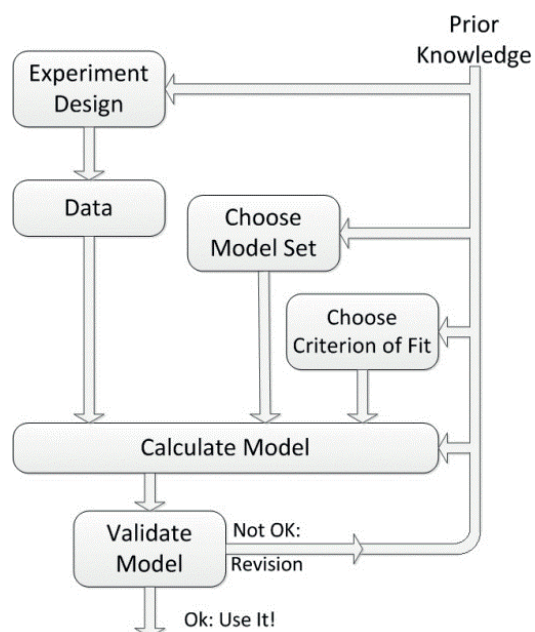 Prior
Knowledge
Experiment
Design
Data
Choose
Model Set
Choose
Criterion of Fit
Calculate Model
Validate
Model
Not OK:
Revision
Ok: Use It!